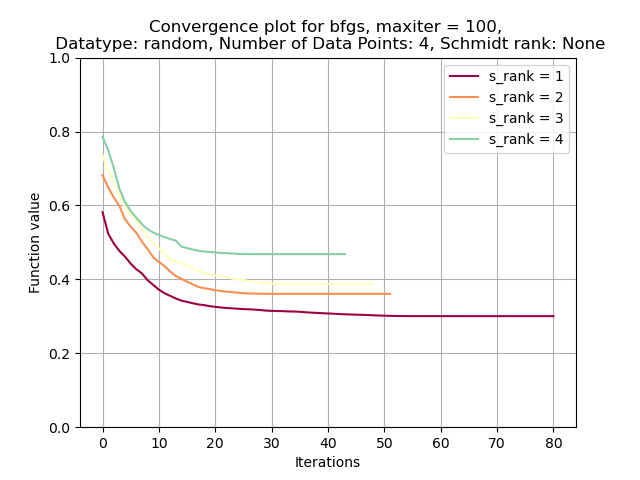 Convergence plot for bfgs, maxiter = 100,
Datatype: random, Number of Data Points: 4, Schmidt rank: None
s_rank = 1
s_rank = 2
s_rank = 3
s_rank = 4
Function value
1.0
0.8
0.6
0.4
0.2
0.0
0 10 20 30 40 50 60 70 80
Iterations